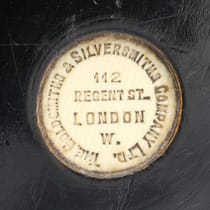 THE GOLDSMITHS & SILVERSMITHS COMPANY LTD.
112
REGENT ST.
LONDON
W.